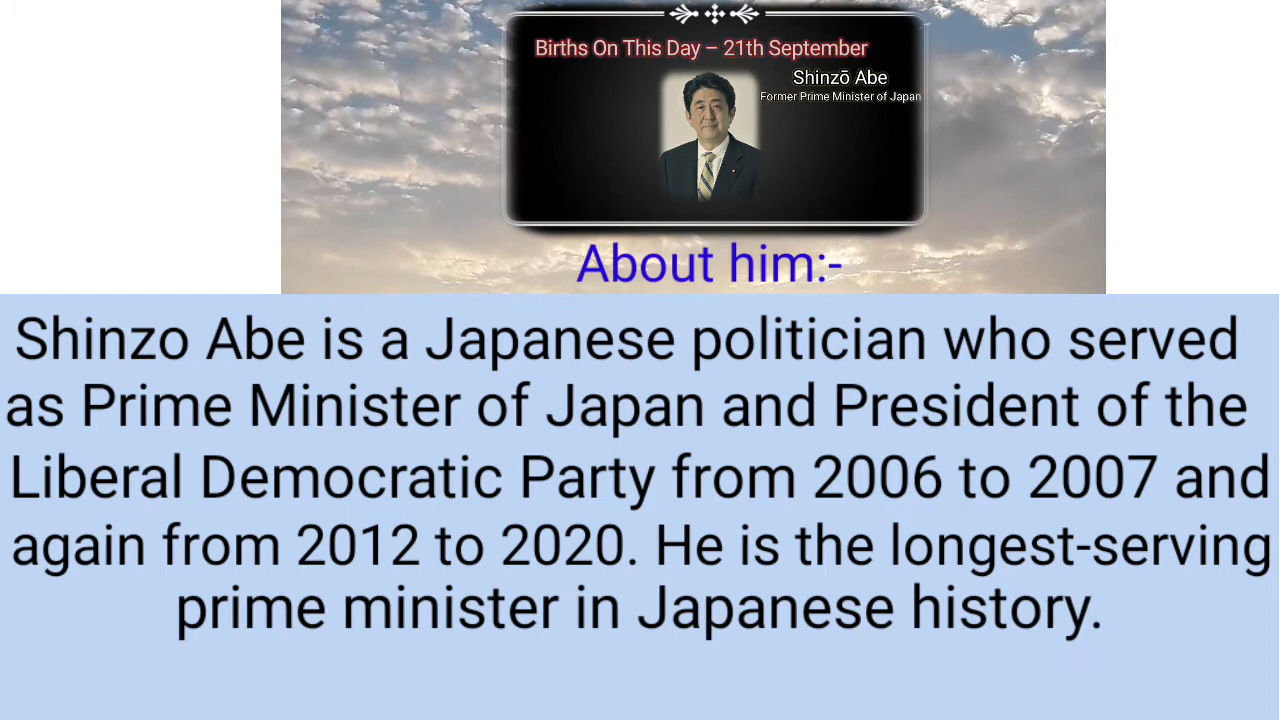 Births On This Day – 21th September
Shinzō Abe
Former Prime Minister of Japan
About him:-
Shinzo Abe is a Japanese politician who served
as Prime Minister of Japan and President of the
Liberal Democratic Party from 2006 to 2007 and
again from 2012 to 2020. He is the longest-serving
prime minister in Japanese history.